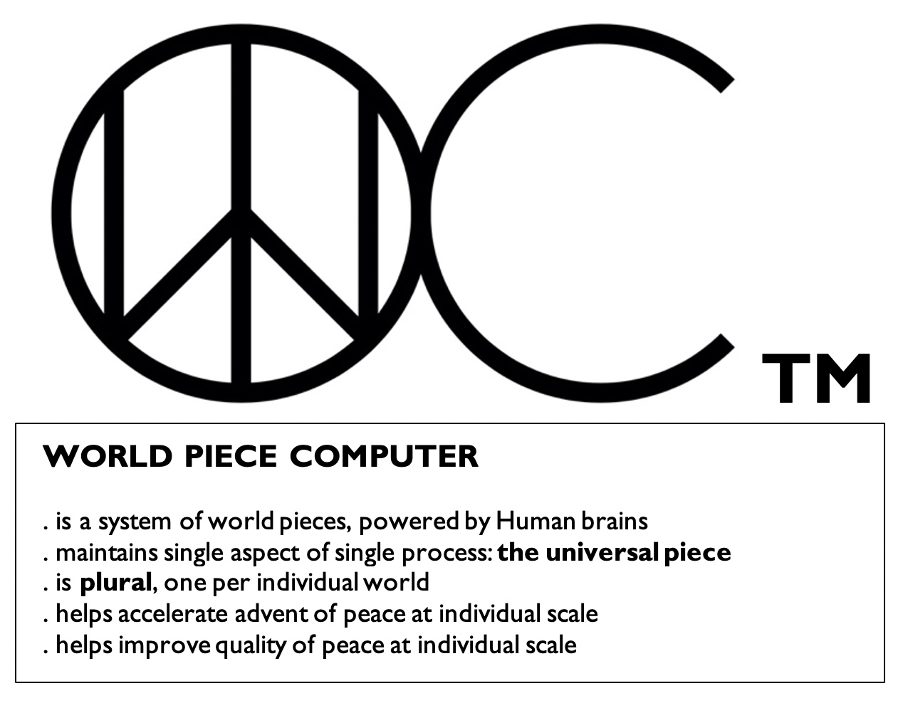 TM
WORLD PIECE COMPUTER
. is a system of world pieces, powered by Human brains
. maintains single aspect of single process: the universal piece
. is plural, one per individual world
. helps accelerate advent of peace at individual scale
. helps improve quality of peace at individual scale